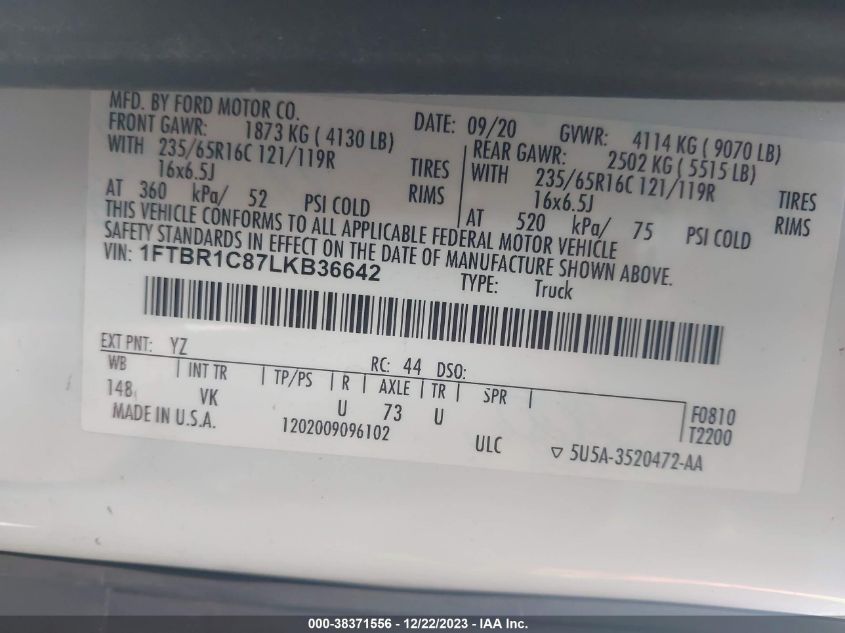 MFD. BY FORD MOTOR CO.
DATE: 09/20 GVWR: 4114 KG ( 9070 LB)
FRONT GAWR: 1873 KG ( 4130 LB) REAR GAWR: 2502 KG ( 5515 LB)
WITH 235/65R16C 121/119R TIRES WITH 235/65R16C 121/119R TIRES
16x6.5J RIMS 16x6.5J RIMS
AT 360 kPa/ 52 PSI COLD AT 520 kPa/ 75 PSI COLD
THIS VEHICLE CONFORMS TO ALL APPLICABLE FEDERAL MOTOR VEHICLE
SAFETY STANDARDS IN EFFECT ON THE DATE OF MANUFACTURE SHOWN ABOVE.
VIN: 1FTBR1C87LKB36642 TYPE: Truck
EXT PNT: YZ RC: 44 DSO:
WB INT TR TP/PS R AXLE TR SPR
148 VK U 73 U F0810
T2200
MADE IN U.S.A. 1202009096102 ULC ▽ 5U5A-3520472-AA
000-38371556 - 12/22/2023 - IAA Inc.